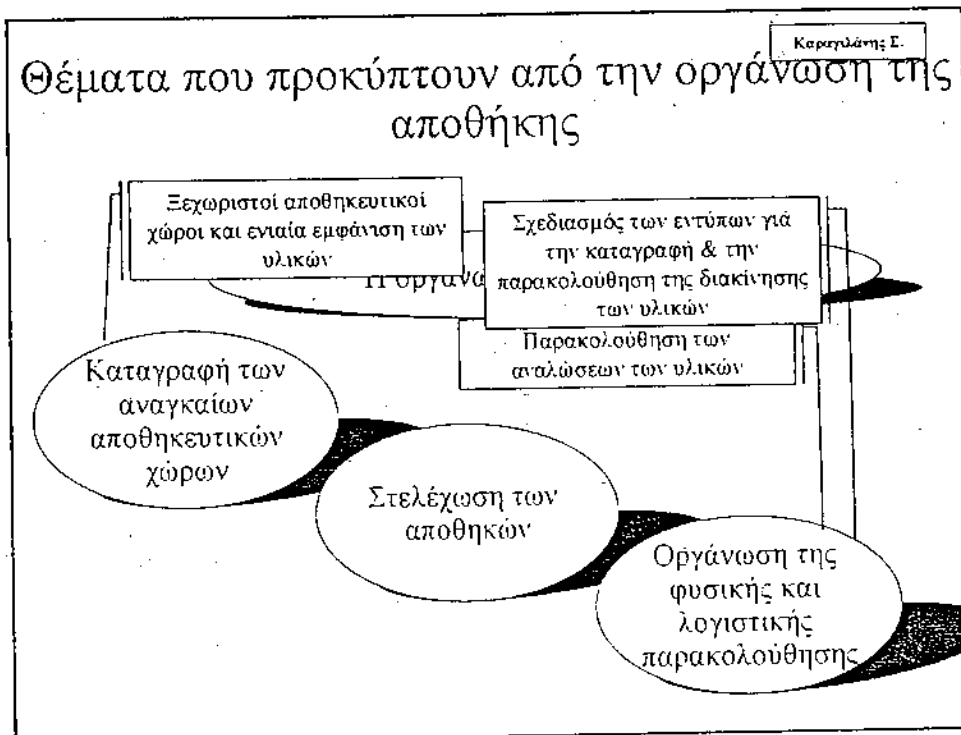 Καραγιλάνης Σ.
Θέματα που προκύπτουν από την οργάνωση της
αποθήκης
Ξεχωριστοί αποθηκευτικοί
χώροι και ενιαία εμφάνιση των
υλικών
Σχεδιασμός των εντύπων γιά
την καταγραφή & την
παρακολούθηση της διακίνησης
των υλικών
Παρακολούθηση των
αναλώσεων των υλικών
Καταγραφή των
αναγκαίων
αποθηκευτικών
χώρων
Στελέχωση των
αποθηκών
Οργάνωση της
φυσικής και
λογιστικής
παρακολούθησης